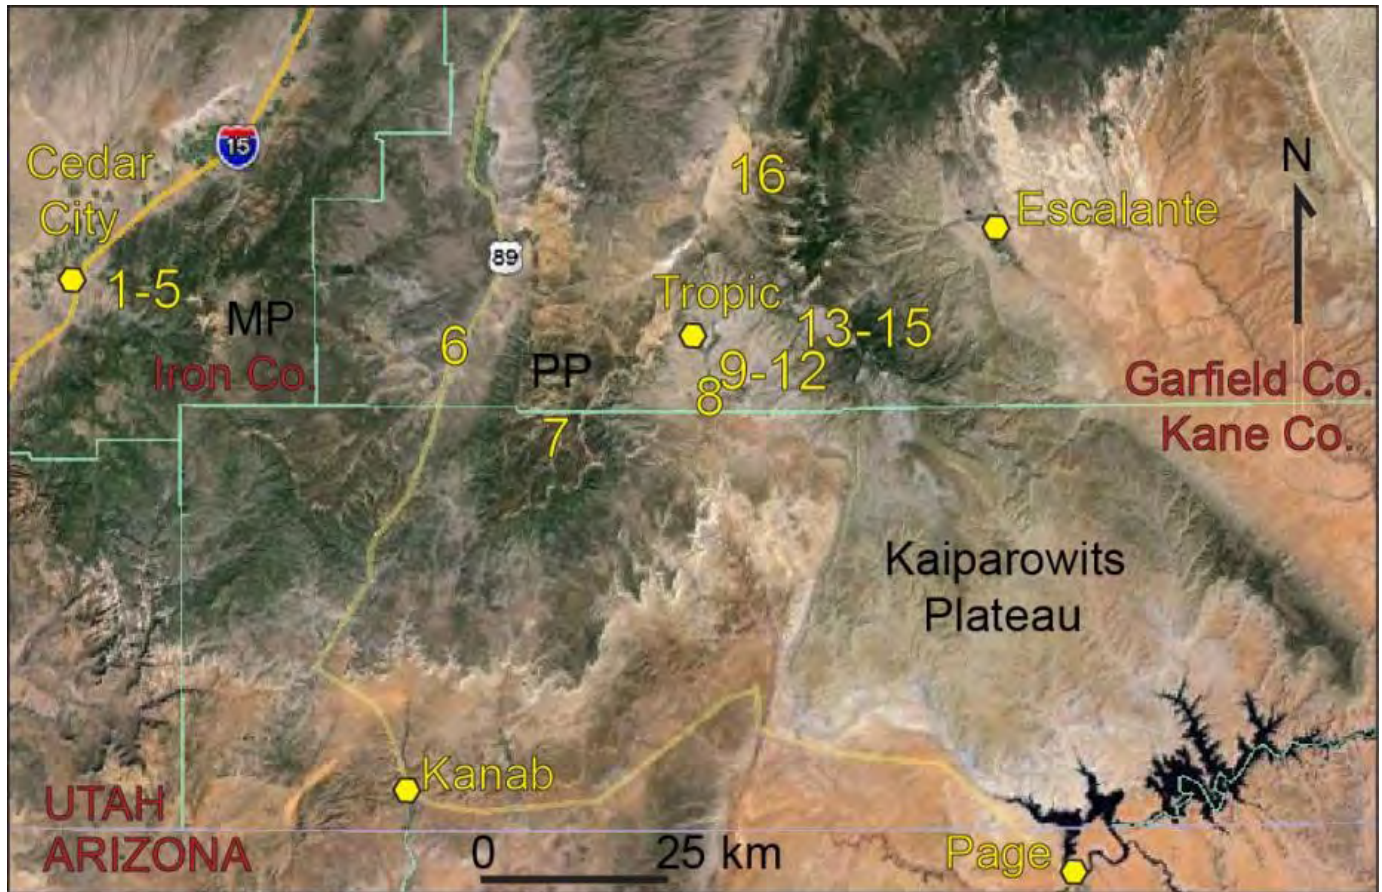 15
Cedar
City
1-5
MP
Iron Co.
89
6
16
N
Escalante
Tropic
13-15
9-12
8
PP
7
Garfield Co.
Kane Co.
Kaiparowits
Plateau
Kanab
UTAH
ARIZONA
0 25 km
Page